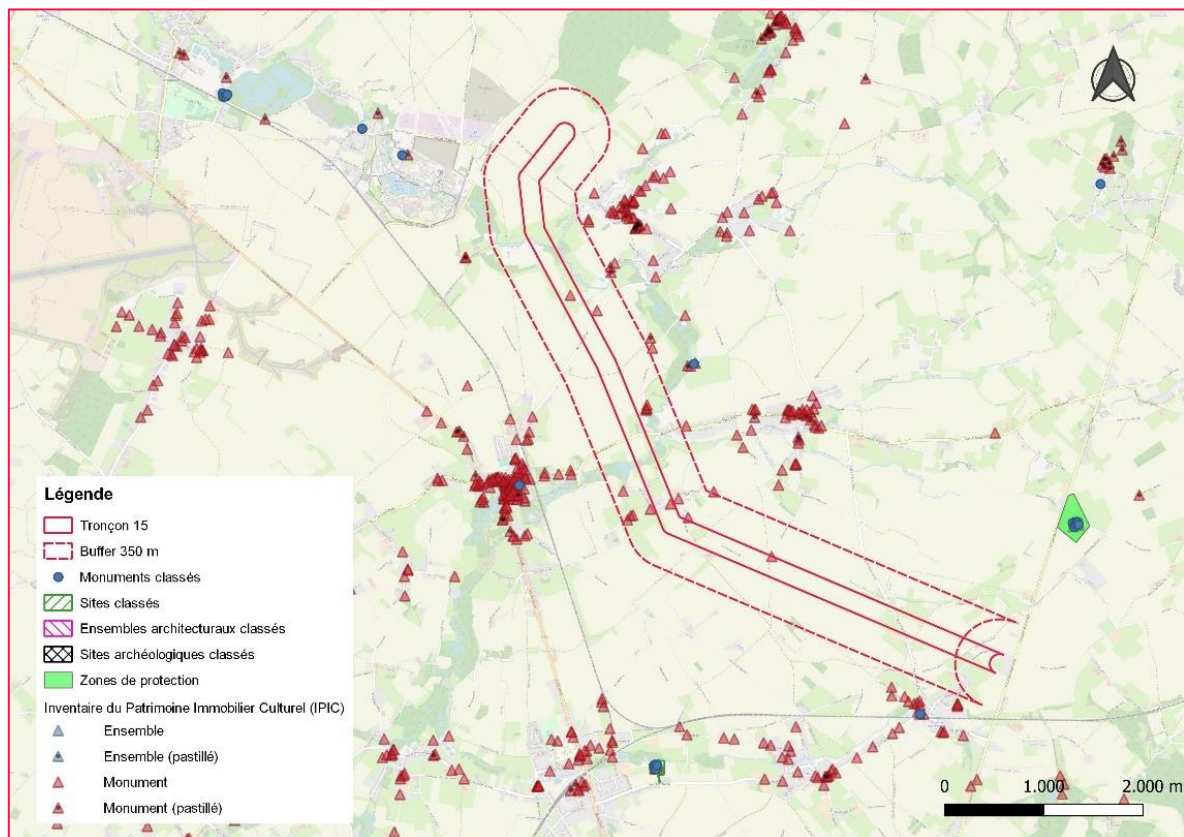 Légende
Tronçon 15
Buffer 350 m
Monuments classés
Sites classés
Ensembles architecturaux classés
Sites archéologiques classés
Zones de protection
Inventaire du Patrimoine Immobilier Culturel (IPIC)
Ensemble
Ensemble (pastillé)
Monument
Monument (pastillé)
0 1.000 2.000 m